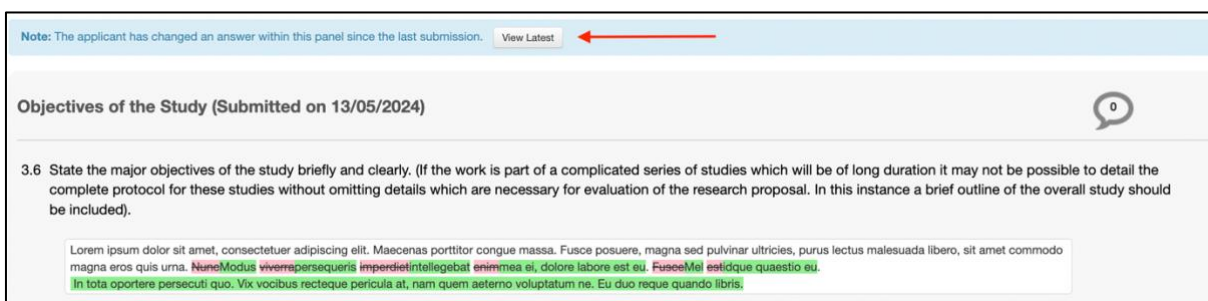 Note: The applicant has changed an answer within this panel since the last submission. View Latest
Objectives of the Study (Submitted on 13/05/2024)
0
3.6 State the major objectives of the study briefly and clearly. (If the work is part of a complicated series of studies which will be of long duration it may not be possible to detail the
complete protocol for these studies without omitting details which are necessary for evaluation of the research proposal. In this instance a brief outline of the overall study should
be included).
Lorem ipsum dolor sit amet, consectetuer adipiscing elit. Maecenas porttitor congue massa. Fusce posuere, magna sed pulvinar ultricies, purus lectus malesuada libero, sit amet commodo
magna eros quis urna. NuncModus viverrapersequeris imperdietintellegebat enimmea ei, dolore labore est eu. FusceMel estidque quaestio eu.
In tota oportere persecuti quo. Vix vocibus recteque pericula at, nam quem aeterno voluptatum ne. Eu duo reque quando libris.